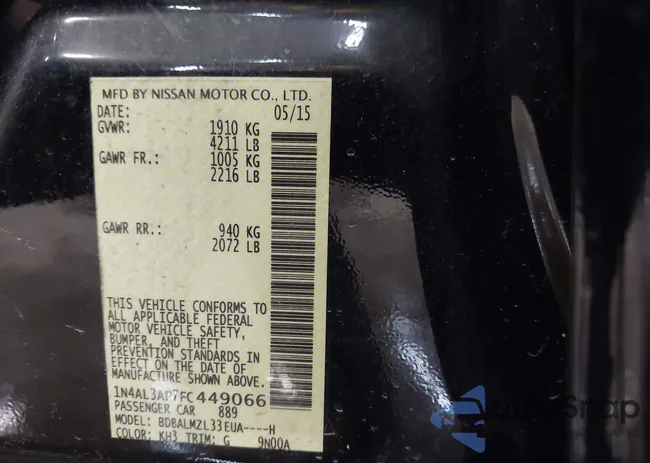 MFD BY NISSAN MOTOR CO., LTD.
DATE: 05/15
GVWR: 1910 KG
4211 LB
GAWR FR.: 1005 KG
2216 LB
GAWR RR.: 940 KG
2072 LB
THIS VEHICLE CONFORMS TO
ALL APPLICABLE FEDERAL
MOTOR VEHICLE SAFETY,
BUMPER, AND THEFT
PREVENTION STANDARDS IN
EFFECT ON THE DATE OF
MANUFACTURE SHOWN ABOVE.
1N4AL3AP7FC449066
PASSENGER CAR 889
MODEL: BDBALMZL33EUA----H
COLOR: KH3 TRIM: G 9N00A